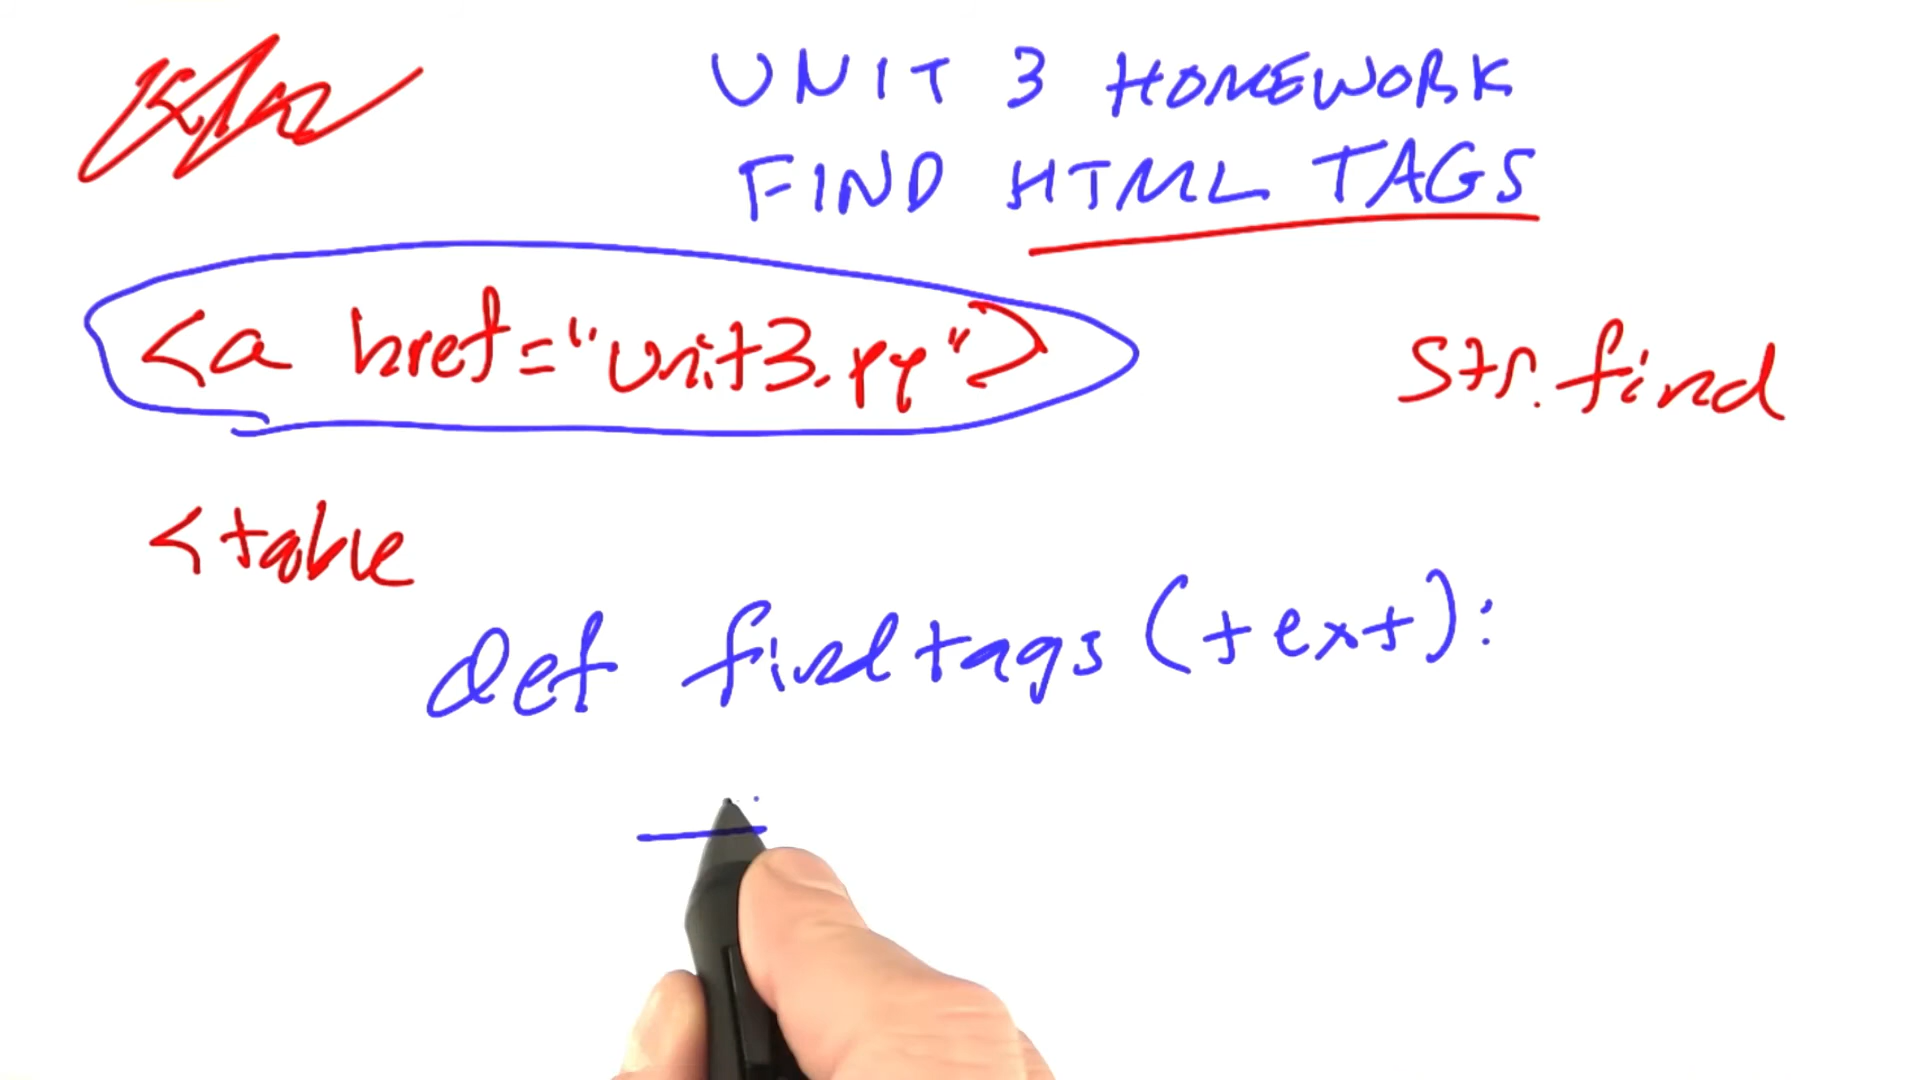 UNIT 3 HOMEWORK
FIND HTML TAGS
<a href="unit3.py">
str.find
<table
def findtags(text):